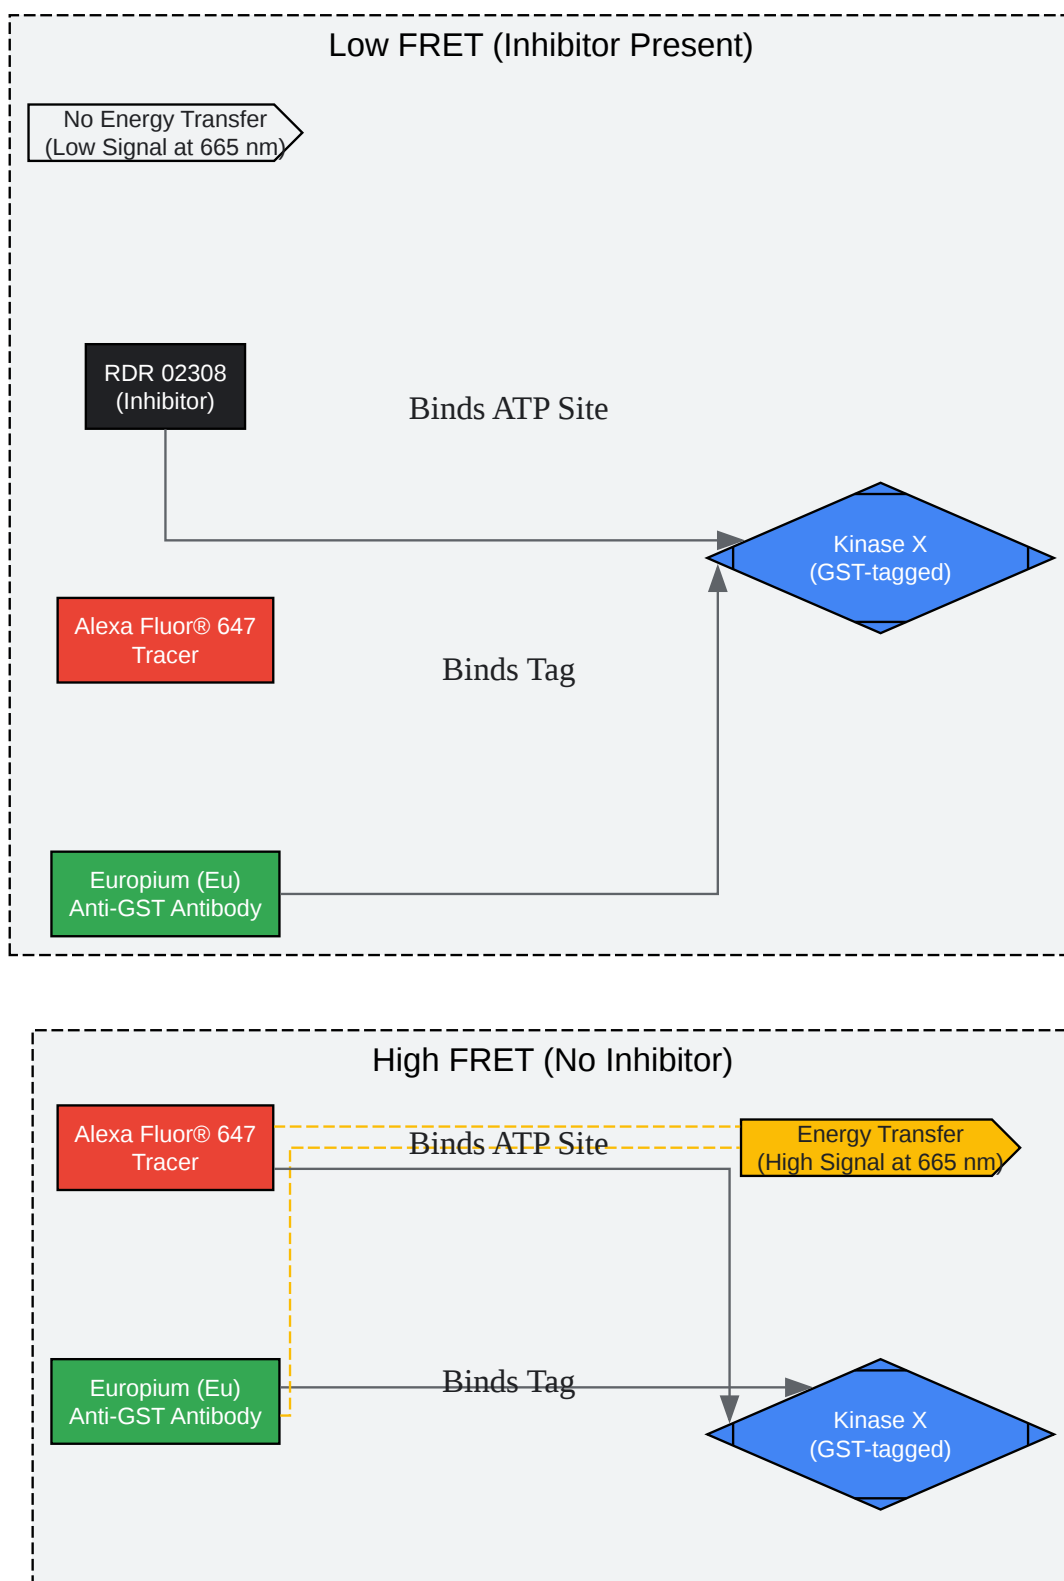 Low FRET (Inhibitor Present)
No Energy Transfer
(Low Signal at 665 nm)
RDR 02308
(Inhibitor)
Binds ATP Site
Kinase X
(GST-tagged)
Alexa Fluor® 647
Tracer
Binds Tag
Europium (Eu)
Anti-GST Antibody
High FRET (No Inhibitor)
Alexa Fluor® 647
Tracer
Binds ATP Site
Energy Transfer
(High Signal at 665 nm)
Europium (Eu)
Anti-GST Antibody
Binds Tag
Kinase X
(GST-tagged)